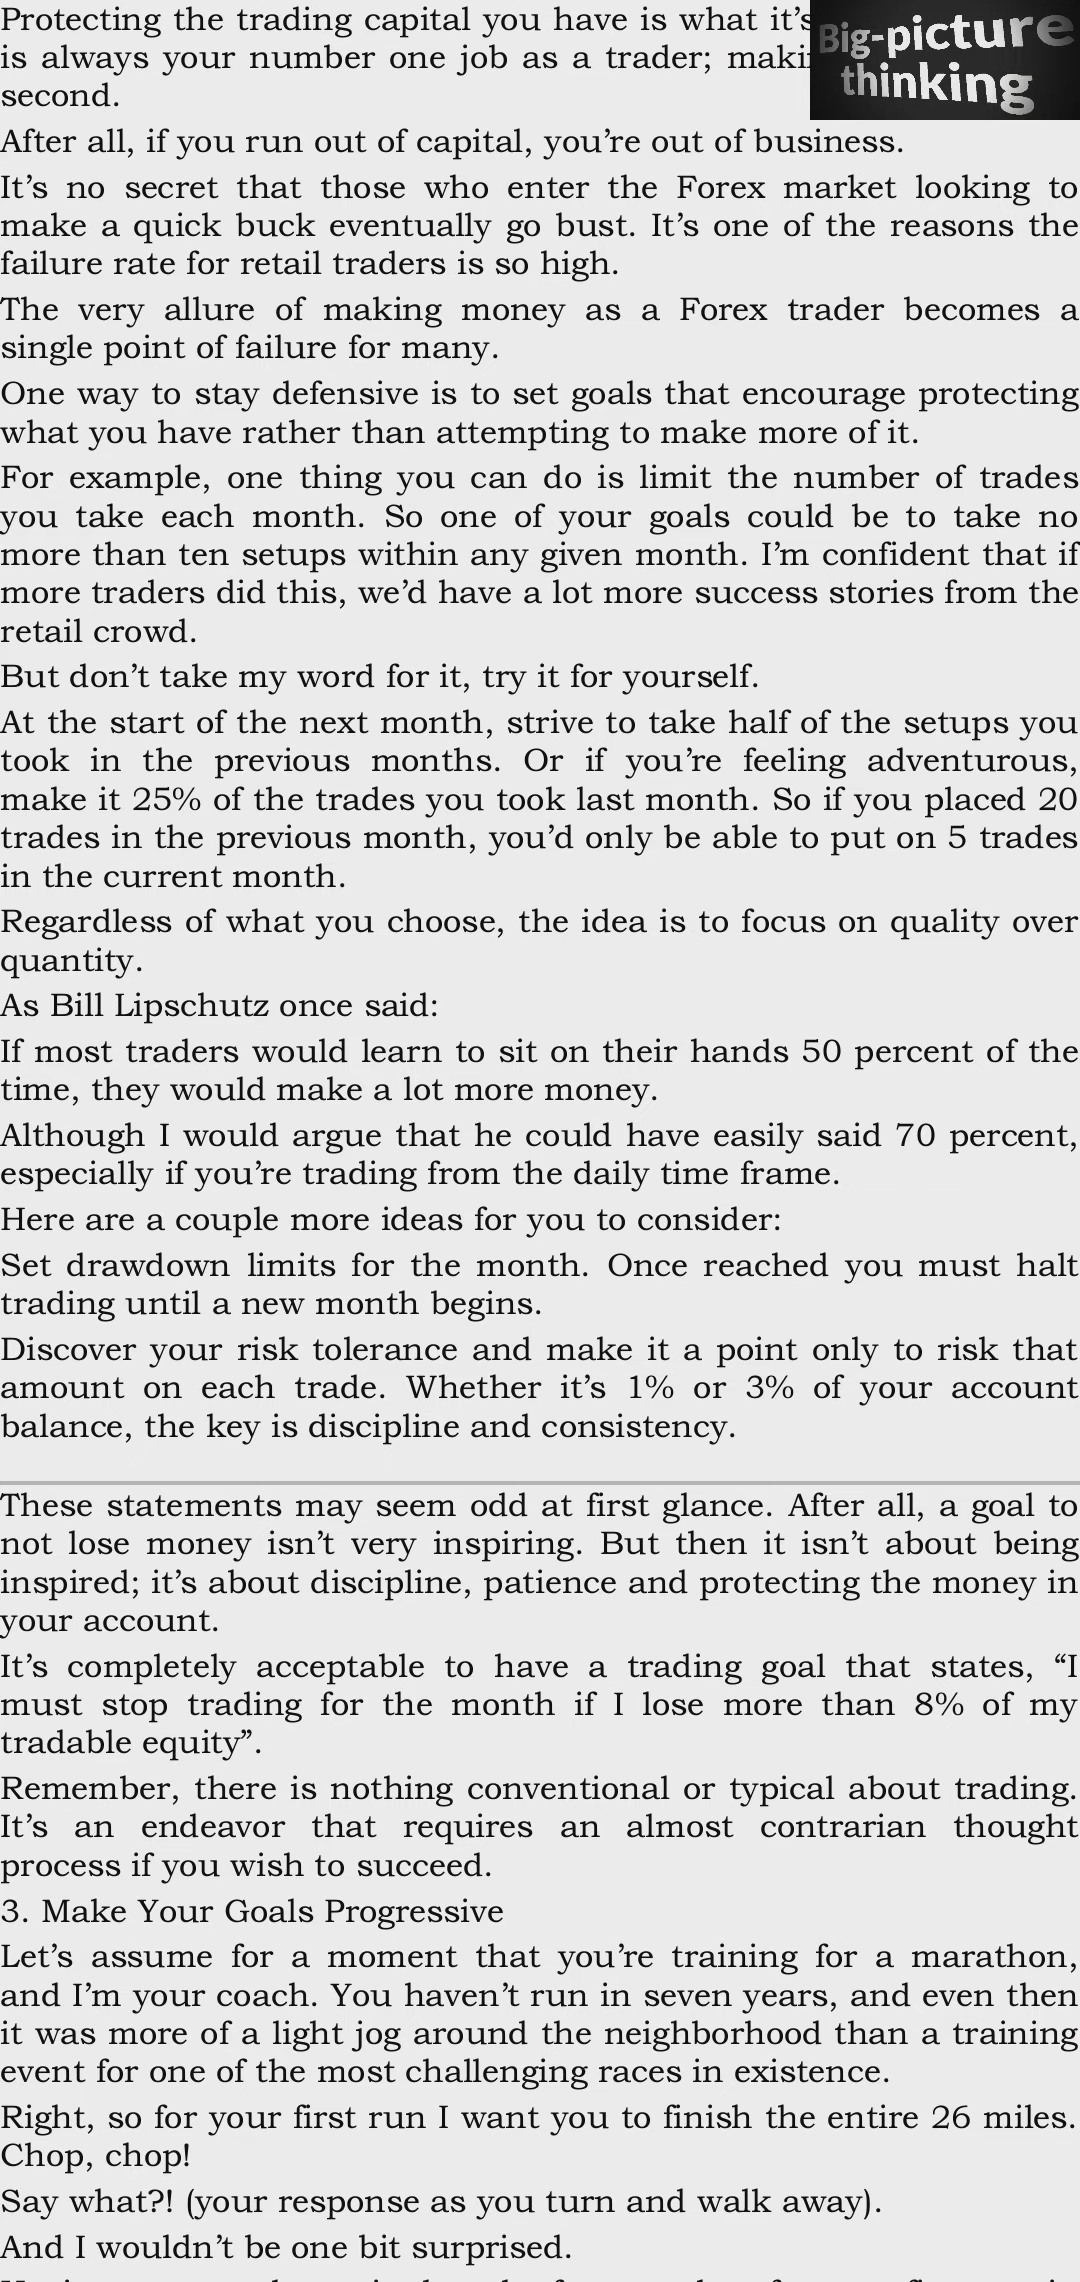 Protecting the trading capital you have is what it's
is always your number one job as a trader;
second.
Big-picture
thinking
After all, if you run out of capital, you're out of business.
It's no secret that those who enter the Forex market looking to
make a quick buck eventually go bust. It's one of the reasons the
failure rate for retail traders is so high.
The very allure of making money as a Forex trader becomes a
single point of failure for many.
One way to stay defensive is to set goals that encourage protecting
what you have rather than attempting to make more of it.
For example, one thing you can do is limit the number of trades
you take each month. So one of your goals could be to take no
more than ten setups within any given month. I'm confident that if
more traders did this, we'd have a lot more success stories from the
retail crowd.
But don't take my word for it, try it for yourself.
At the start of the next month, strive to take half of the setups you
took in the previous months. Or if you're feeling adventurous,
make it 25% of the trades you took last month. So if you placed 20
trades in the previous month, you'd only be able to put on 5 trades
in the current month.
Regardless of what you choose, the idea is to focus on quality over
quantity.
As Bill Lipschutz once said:
If most traders would learn to sit on their hands 50 percent of the
time, they would make a lot more money.
Although I would argue that he could have easily said 70 percent,
especially if you're trading from the daily time frame.
Here are a couple more ideas for you to consider:
Set drawdown limits for the month. Once reached you must halt
trading until a new month begins.
Discover your risk tolerance and make it a point only to risk that
amount on each trade. Whether it's 1% or 3% of your account
balance, the key is discipline and consistency.
These statements may seem odd at first glance. After all, a goal to
not lose money isn't very inspiring. But then it isn't about being
inspired; it's about discipline, patience and protecting the money in
your account.
It's completely acceptable to have a trading goal that states, “I
must stop trading for the month if I lose more than 8% of my
tradable equity”.
Remember, there is nothing conventional or typical about trading.
It's an endeavor that requires an almost contrarian thought
process if you wish to succeed.
3. Make Your Goals Progressive
Let's assume for a moment that you're training for a marathon,
and I'm your coach. You haven't run in seven years, and even then
it was more of a light jog around the neighborhood than a training
event for one of the most challenging races in existence.
Right, so for your first run I want you to finish the entire 26 miles.
Chop, chop!
Say what?! (your response as you turn and walk away).
And I wouldn't be one bit surprised.